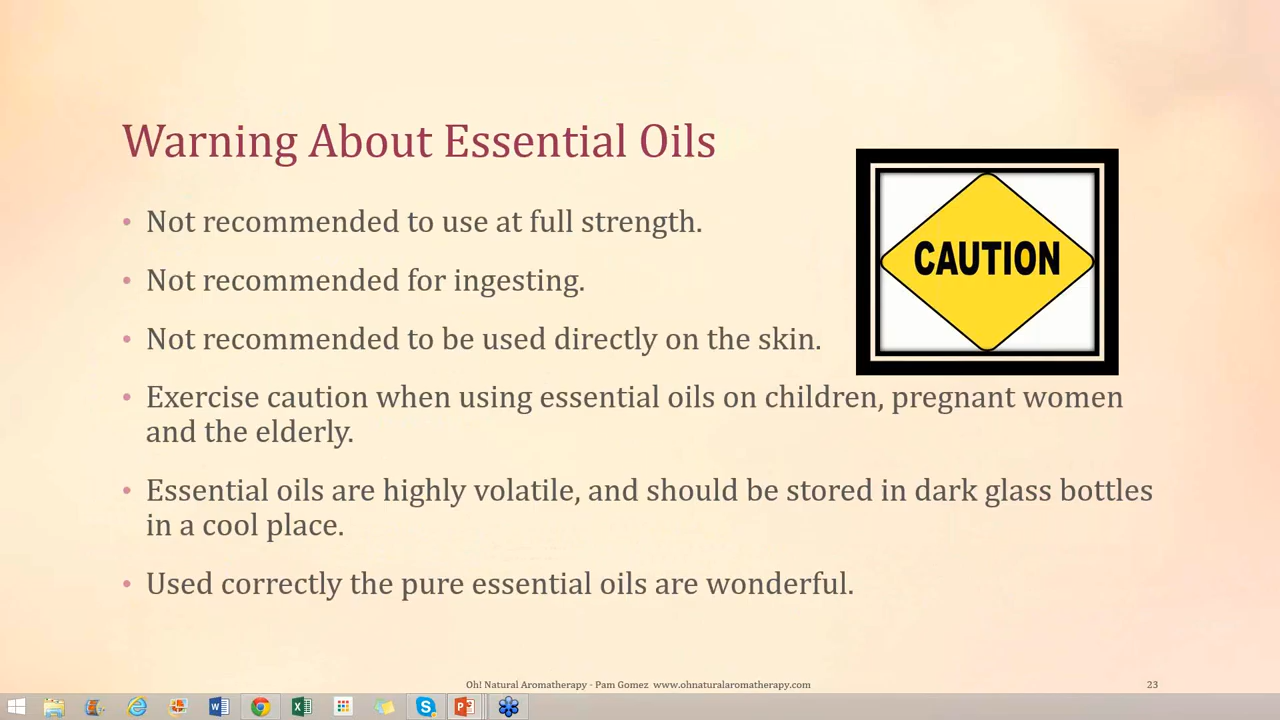 Warning About Essential Oils
CAUTION
• Not recommended to use at full strength.
• Not recommended for ingesting.
• Not recommended to be used directly on the skin.
• Exercise caution when using essential oils on children, pregnant women
and the elderly.
• Essential oils are highly volatile, and should be stored in dark glass bottles
in a cool place.
• Used correctly the pure essential oils are wonderful.
Oh! Natural Aromatherapy - Pam Gomez www.ohnaturalaromatherapy.com
23